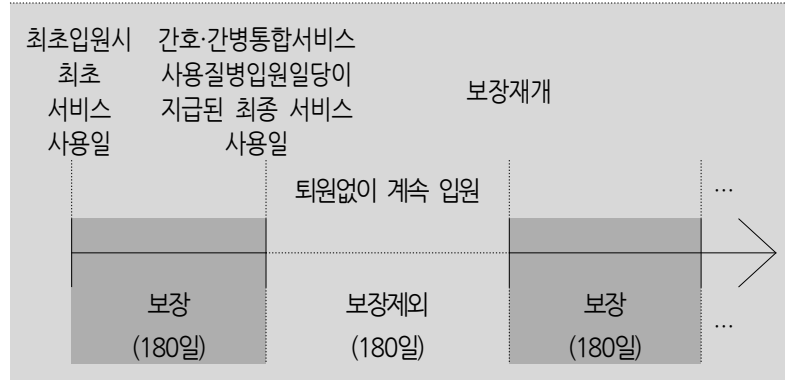 최초입원시
최초
서비스
사용일
간호·간병통합서비스
사용질병입원일당이
지급된 최종 서비스
사용일
보장재개
퇴원없이 계속 입원
…
보장
(180일)
보장제외
(180일)
보장
(180일)
…